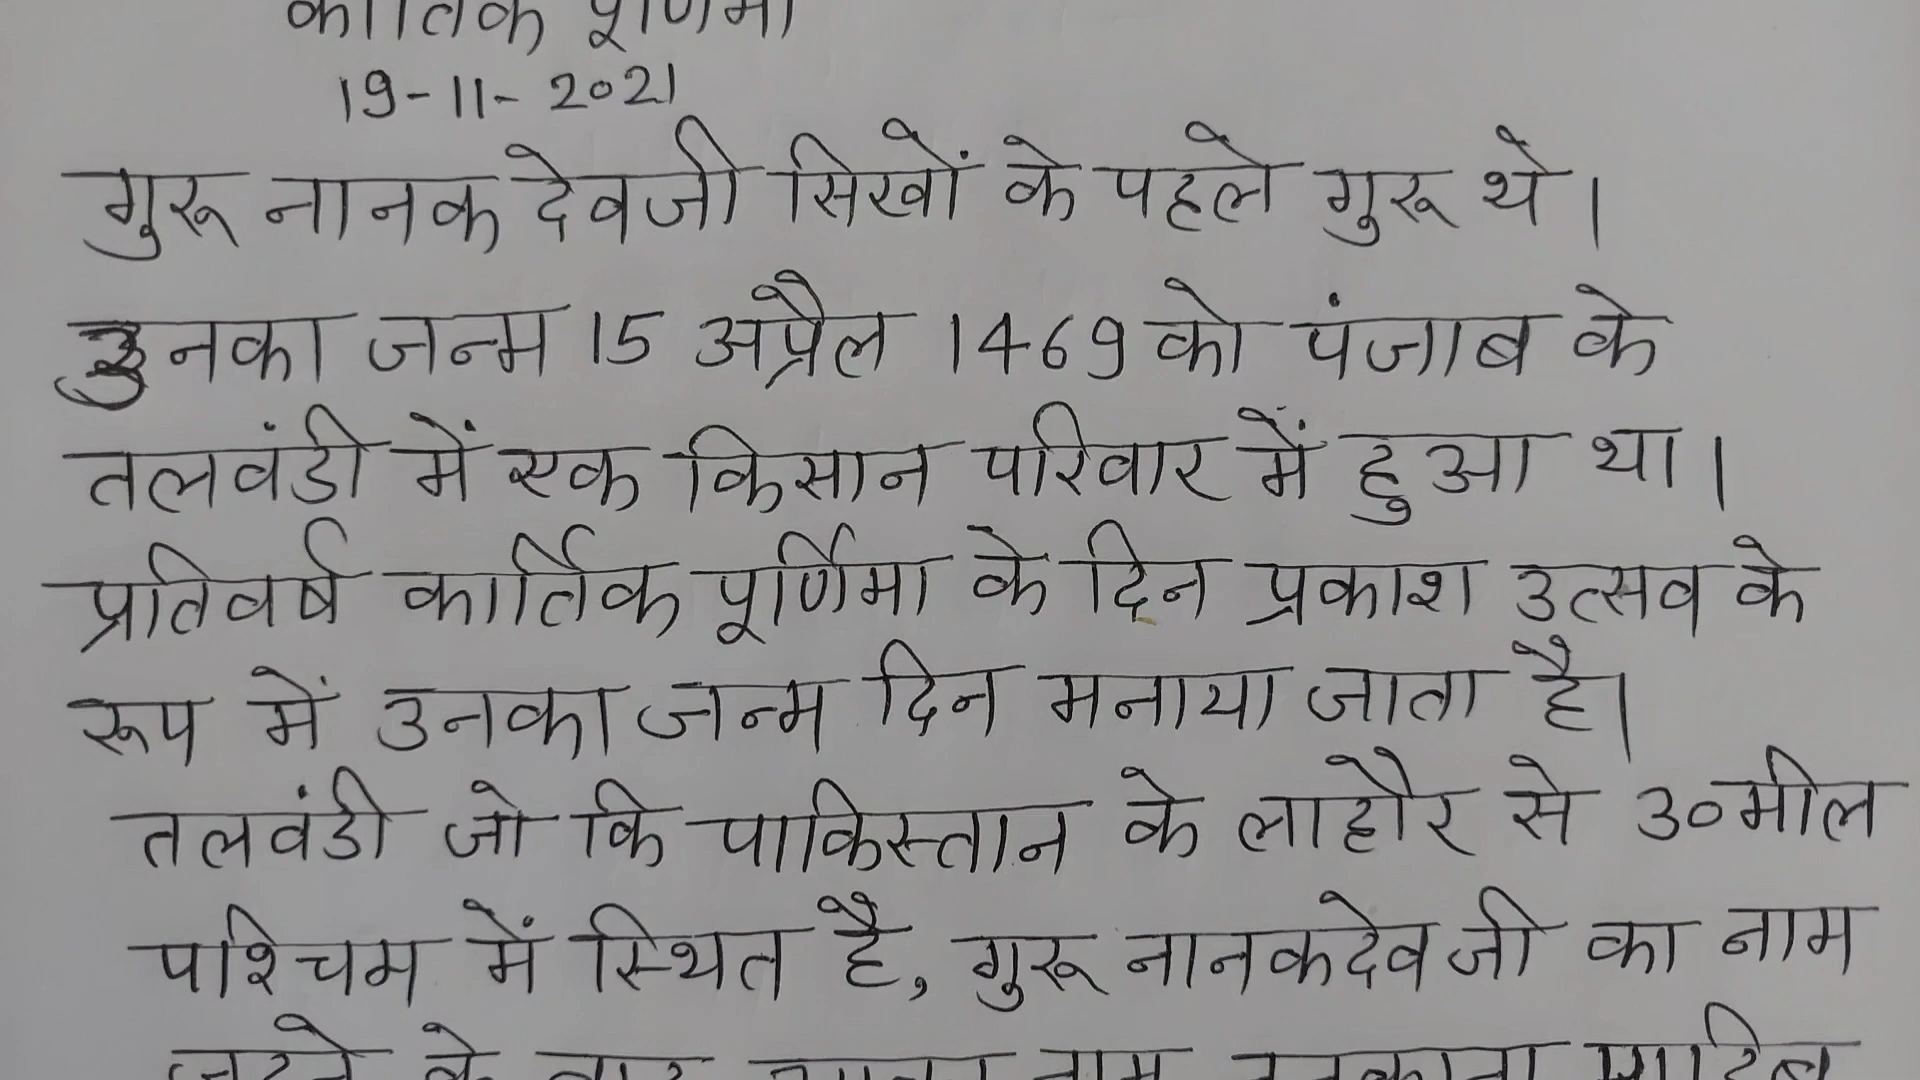 कार्तिक पूर्णिमा
19-11-2021
गुरू नानक देवजी सिखों के पहले गुरू थे।
उनका जन्म 15 अप्रैल 1469 को पंजाब के
तलवंडी में एक किसान परिवार में हुआ था।
प्रतिवर्ष कार्तिक पूर्णिमा के दिन प्रकाश उत्सव के
रूप में उनका जन्म दिन मनाया जाता है।
तलवंडी जो कि पाकिस्तान के लाहौर से 30 मील
पश्चिम में स्थित है, गुरू नानकदेव जी का नाम